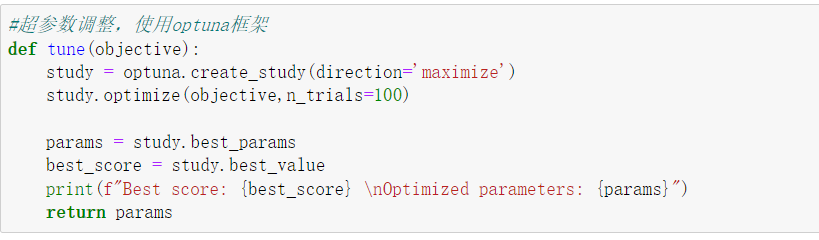 #超参数调整，使用optuna框架
def tune(objective):
    study = optuna.create_study(direction='maximize')
    study.optimize(objective,n_trials=100)

    params = study.best_params
    best_score = study.best_value
    print(f"Best score: {best_score} \nOptimized parameters: {params}")
    return params